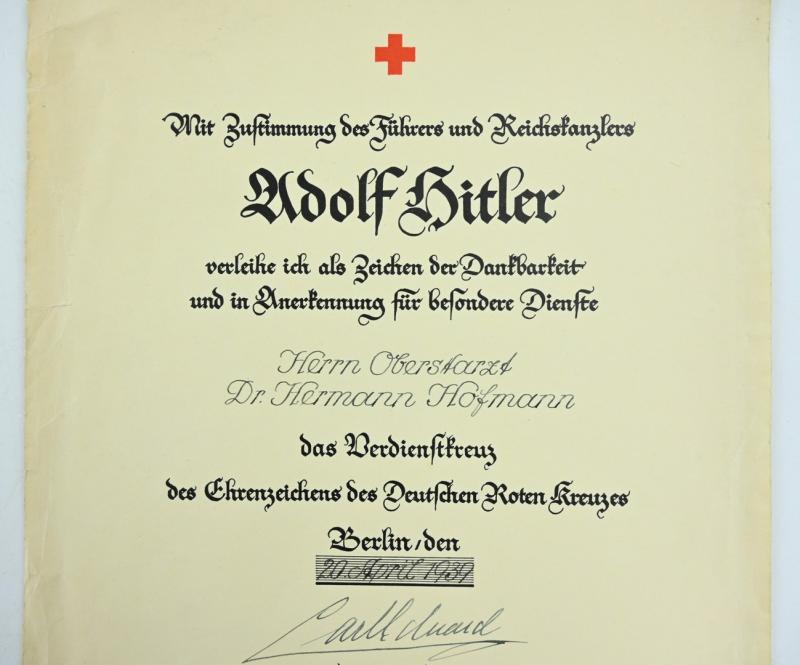 Mit Zustimmung des Führers und Reichskanzlers
Adolf Hitler
verleihe ich als Zeichen der Dankbarkeit
und in Anerkennung für besondere Dienste
Herrn Oberstarzt
Dr. Hermann Hofmann
das Verdienstkreuz
des Ehrenzeichens des Deutschen Roten Kreuzes
Berlin, den
20. April 1939
Carl Eduard